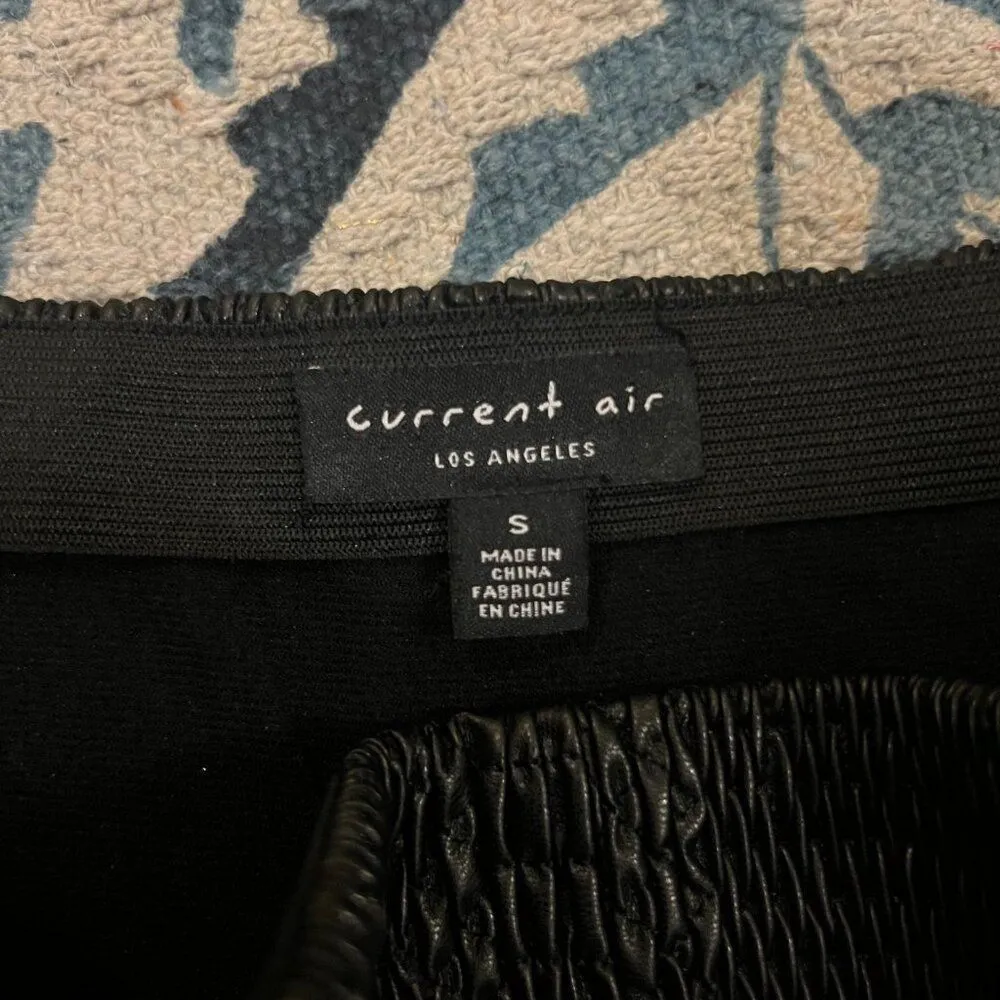 current air
LOS ANGELES
S
MADE IN
CHINA
FABRIQUÉ
EN CHINE